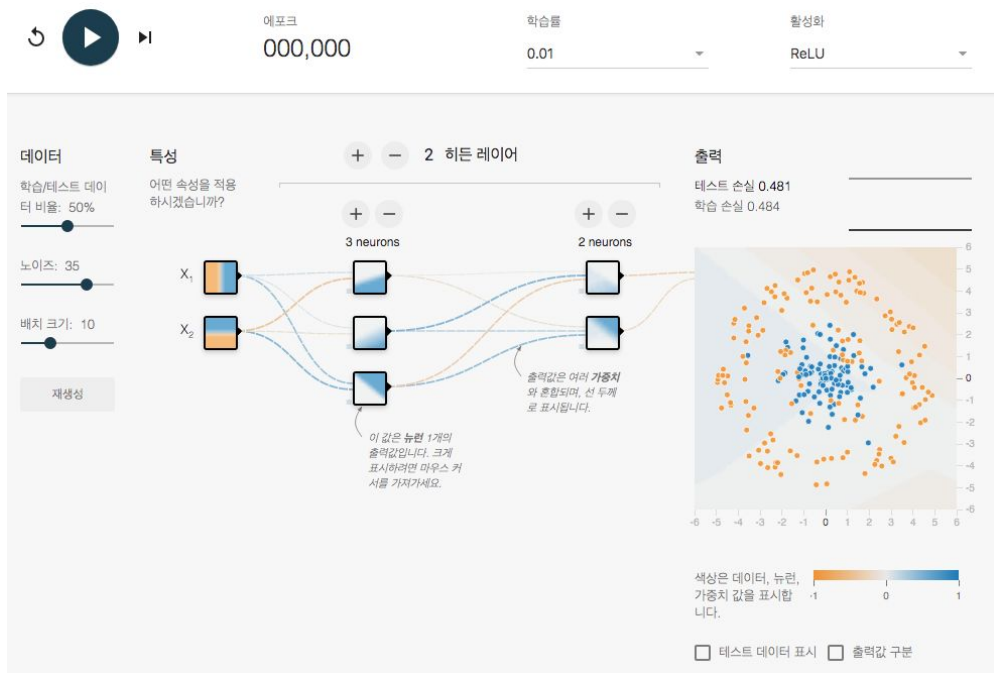 에포크
000,000
학습률
0.01
활성화
ReLU
데이터
학습/테스트 데이
터 비율: 50%
노이즈: 35
배치 크기: 10
재생성
특성
어떤 속성을 적용
하시겠습니까?
X1
X2
+ − 2 히든 레이어
+ −
3 neurons
+ −
2 neurons
이 값은 뉴런 1개의
출력값입니다. 크게
표시하려면 마우스 커
서를 가져가세요.
출력값은 여러 가중치
와 혼합되며, 선 두께
로 표시됩니다.
출력
테스트 손실 0.481
학습 손실 0.484
6
5
4
3
2
1
0
-1
-2
-3
-4
-5
-6
-6 -5 -4 -3 -2 -1 0 1 2 3 4 5 6
색상은 데이터, 뉴런,
가중치 값을 표시합
니다.
-1 0 1
테스트 데이터 표시
출력값 구분